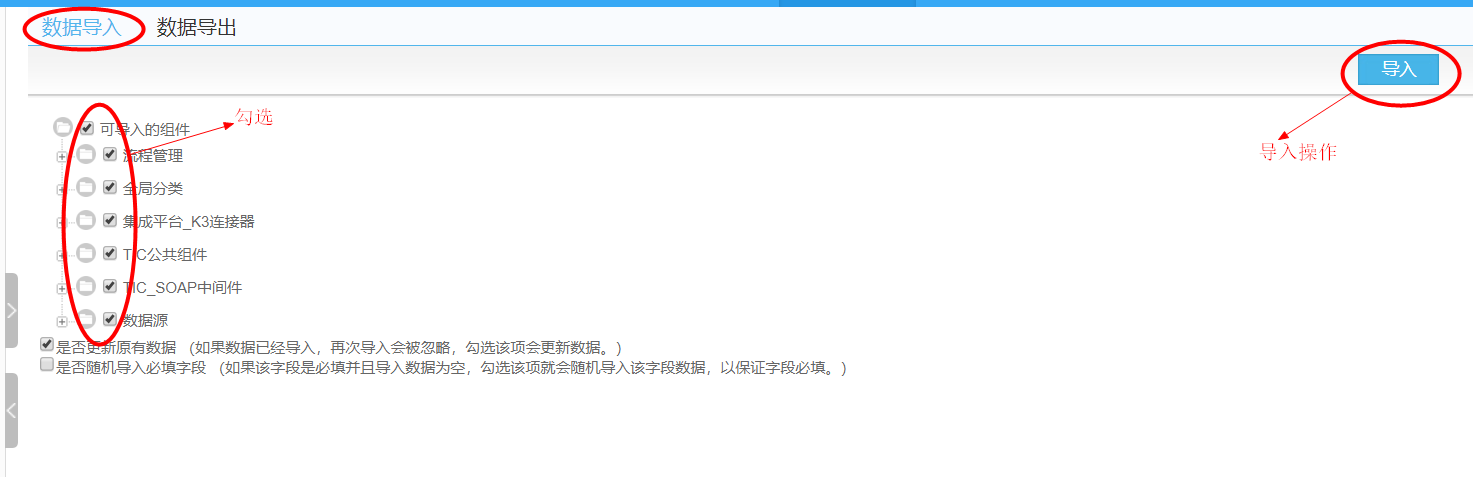 数据导入 数据导出
导入
勾选
可导入的组件
流程管理
导入操作
全局分类
集成平台_K3连接器
TIC公共组件
TIC_SOAP中间件
数据源
是否更新原有数据 (如果数据已经导入，再次导入会被忽略，勾选该项会更新数据。)
是否随机导入必填字段 (如果该字段是必填并且导入数据为空，勾选该项就会随机导入该字段数据，以保证字段必填。)